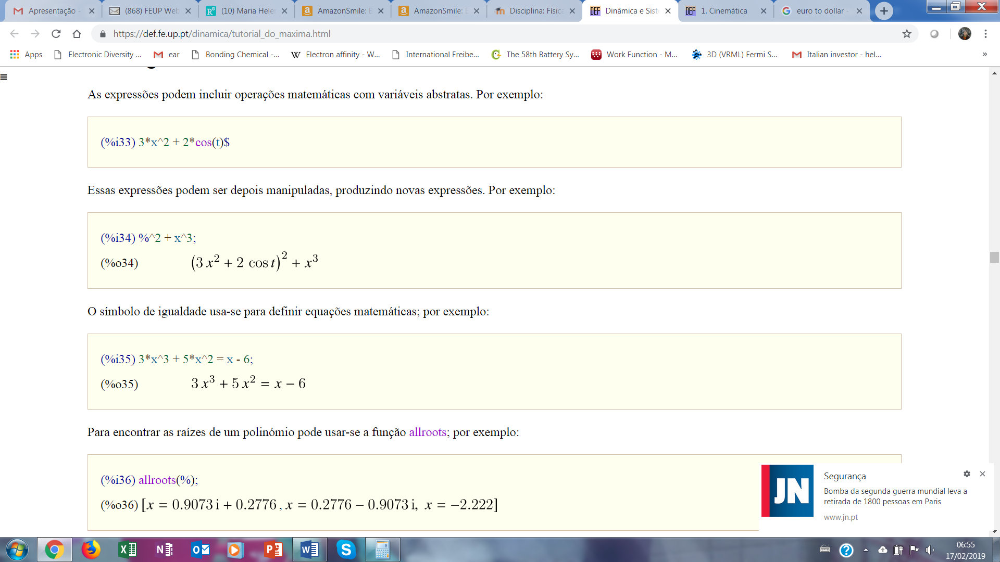 Apresentação -
(868) FEUP Web
(10) Maria Hele
AmazonSmile: B
AmazonSmile: E
Disciplina: Físic
Dinâmica e Sist
1. Cinemática
euro to dollar -
https://def.fe.up.pt/dinamica/tutorial_do_maxima.html
Apps
Electronic Diversity ...
ear
Bonding Chemical -...
Electron affinity - W...
International Freibe...
The 58th Battery Sy...
Work Function - M...
3D (VRML) Fermi S...
Italian investor - hel...
»
As expressões podem incluir operações matemáticas com variáveis abstratas. Por exemplo:
(%i33) 3*x^2 + 2*cos(t)$
Essas expressões podem ser depois manipuladas, produzindo novas expressões. Por exemplo:
(%i34) %^2 + x^3;
(%o34) (3 x² + 2 cos t)² + x³
O símbolo de igualdade usa-se para definir equações matemáticas; por exemplo:
(%i35) 3*x^3 + 5*x^2 = x - 6;
(%o35) 3 x³ + 5 x² = x − 6
Para encontrar as raízes de um polinómio pode usar-se a função allroots; por exemplo:
(%i36) allroots(%);
(%o36) [x = 0.9073 i + 0.2776 , x = 0.2776 − 0.9073 i, x = −2.222]
JN
Segurança
Bomba da segunda guerra mundial leva a
retirada de 1800 pessoas em Paris
www.jn.pt
06:55
17/02/2019